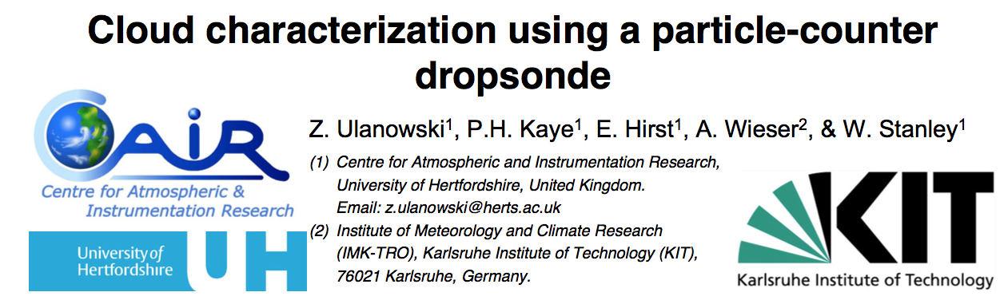 Cloud characterization using a particle-counter
dropsonde
CAIR
Centre for Atmospheric &
Instrumentation Research
University of
Hertfordshire
UH
Z. Ulanowski¹, P.H. Kaye¹, E. Hirst¹, A. Wieser², & W. Stanley¹
(1) Centre for Atmospheric and Instrumentation Research,
University of Hertfordshire, United Kingdom.
Email: z.ulanowski@herts.ac.uk
(2) Institute of Meteorology and Climate Research
(IMK-TRO), Karlsruhe Institute of Technology (KIT),
76021 Karlsruhe, Germany.
KIT
Karlsruhe Institute of Technology